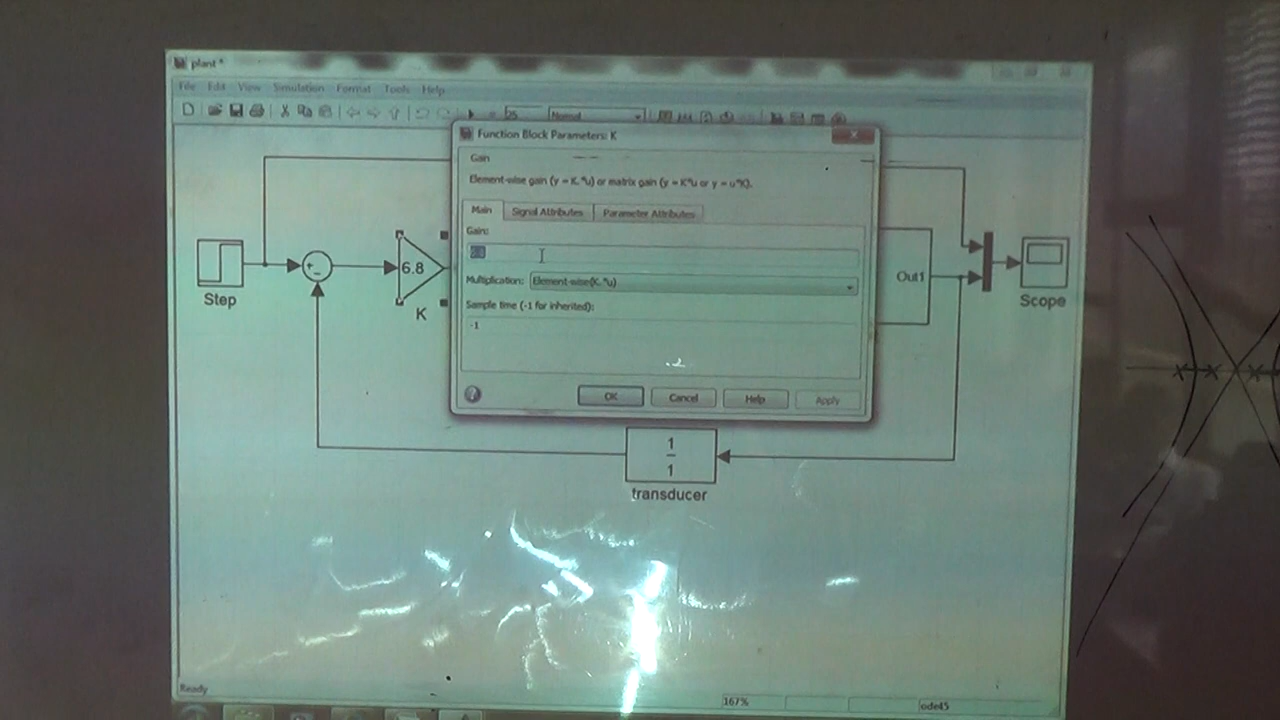 plant *
File Edit View Simulation Format Tools Help
25 Normal
Function Block Parameters: K
Gain
Element-wise gain (y = K.*u) or matrix gain (y = K*u or y = u*K).
Main Signal Attributes Parameter Attributes
Gain:
Multiplication: Element-wise(K.*u)
Sample time (-1 for inherited):
-1
OK Cancel Help Apply
Step
+
-
6.8
K
Out1
Scope
1
1
transducer
Ready
167%
ode45